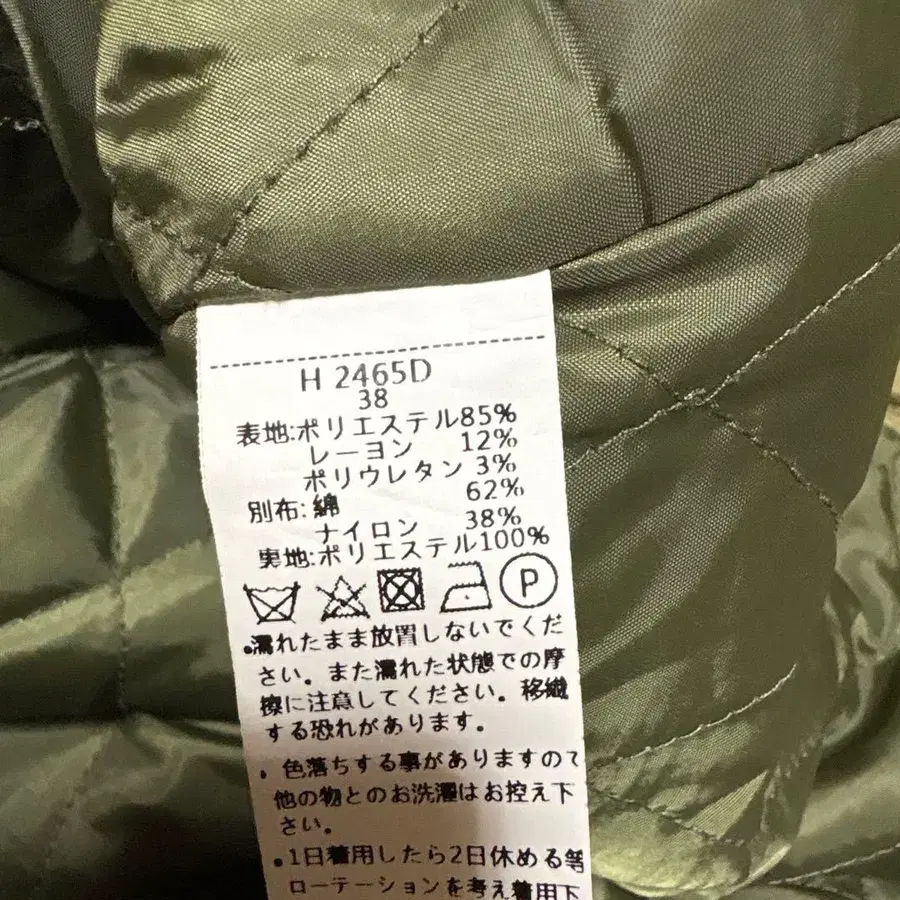 H 2465D
38
表地:ポリエステル85%
レーヨン 12%
ポリウレタン 3%
別布:綿 62%
ナイロン 38%
実地:ポリエステル100%
P
•濡れたまま放置しないでくだ
さい。また濡れた状態での摩
擦に注意してください。移繊
する恐れがあります。
・色落ちする事がありますので
他の物とのお洗濯はお控え下
さい。
•1日着用したら2日休める等
ローテーションを考え着用下